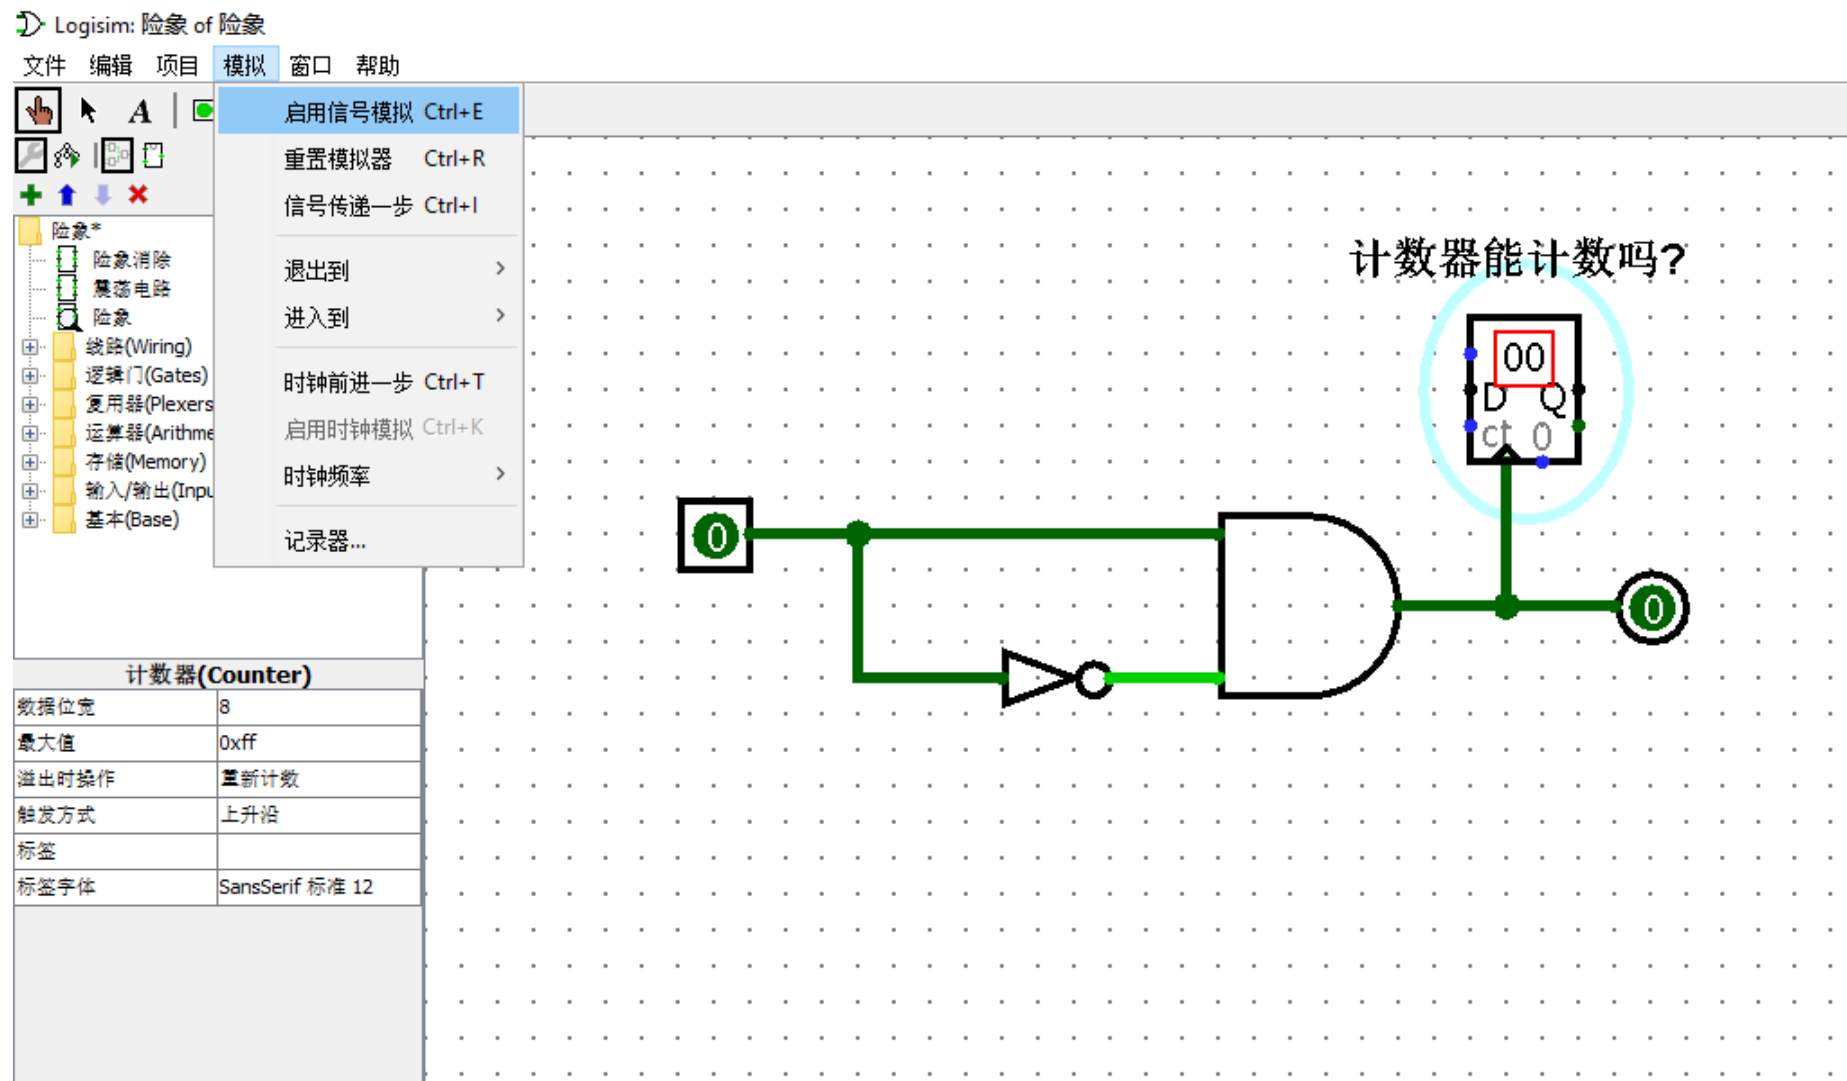 Logisim: 险象 of 险象
文件 编辑 项目 模拟 窗口 帮助
A
启用信号模拟 Ctrl+E
重置模拟器 Ctrl+R
信号传递一步 Ctrl+I
退出到
进入到
时钟前进一步 Ctrl+T
启用时钟模拟 Ctrl+K
时钟频率
记录器...
险象*
险象消除
震荡电路
险象
线路(Wiring)
逻辑门(Gates)
复用器(Plexers
运算器(Arithme
存储(Memory)
输入/输出(Inpu
基本(Base)
计数器(Counter)
数据位宽 8
最大值 0xff
溢出时操作 重新计数
触发方式 上升沿
标签
标签字体 SansSerif 标准 12
计数器能计数吗?
00
D Q
ct 0
0
0